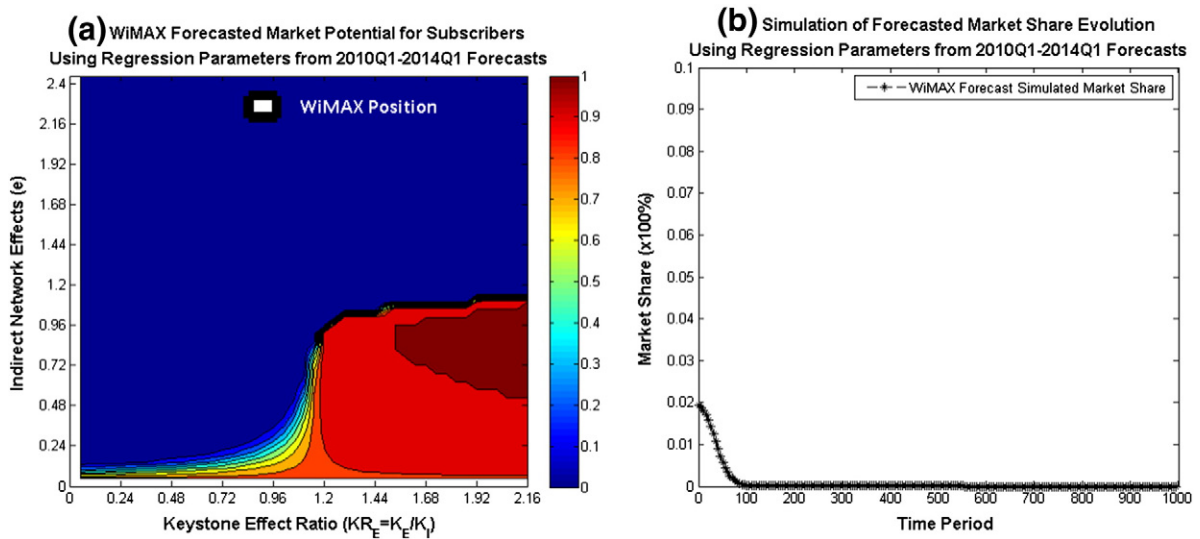 (a) WiMAX Forecasted Market Potential for Subscribers
Using Regression Parameters from 2010Q1-2014Q1 Forecasts
WiMAX Position
Indirect Network Effects (e)
2.4
2.16
1.92
1.68
1.44
1.2
0.96
0.72
0.48
0.24
0
0 0.24 0.48 0.72 0.96 1.2 1.44 1.68 1.92 2.16
Keystone Effect Ratio (KR_E=K_E/K_I)
1
0.9
0.8
0.7
0.6
0.5
0.4
0.3
0.2
0.1
0
(b) Simulation of Forecasted Market Share Evolution
Using Regression Parameters from 2010Q1-2014Q1 Forecasts
WiMAX Forecast Simulated Market Share
Market Share (x100%)
0.1
0.09
0.08
0.07
0.06
0.05
0.04
0.03
0.02
0.01
0
0 100 200 300 400 500 600 700 800 900 1000
Time Period